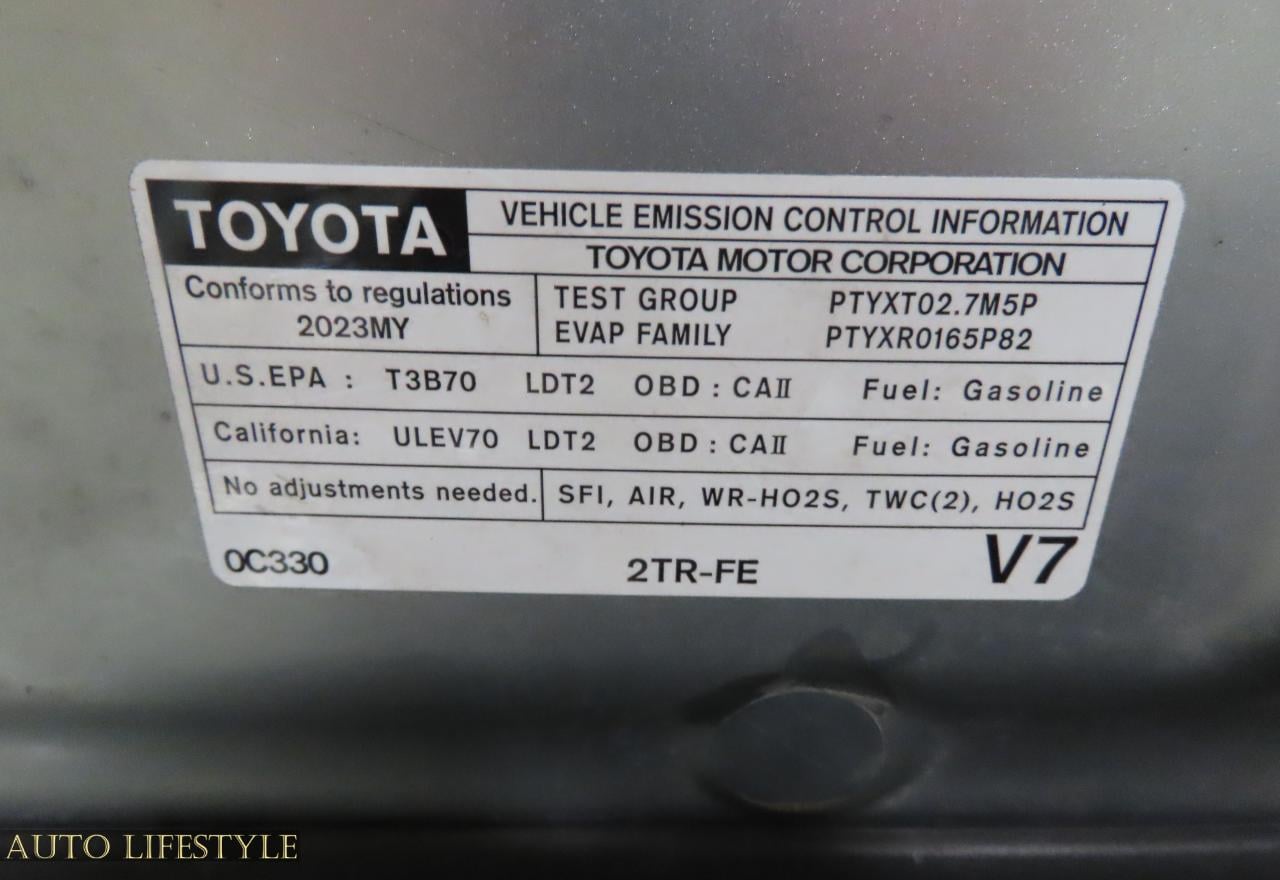 TOYOTA
VEHICLE EMISSION CONTROL INFORMATION
TOYOTA MOTOR CORPORATION
Conforms to regulations
2023MY
TEST GROUP PTYXT02.7M5P
EVAP FAMILY PTYXR0165P82
U.S.EPA : T3B70 LDT2 OBD : CAⅡ Fuel: Gasoline
California: ULEV70 LDT2 OBD : CAⅡ Fuel: Gasoline
No adjustments needed. SFI, AIR, WR-HO2S, TWC(2), HO2S
0C330 2TR-FE V7
AUTO LIFESTYLE